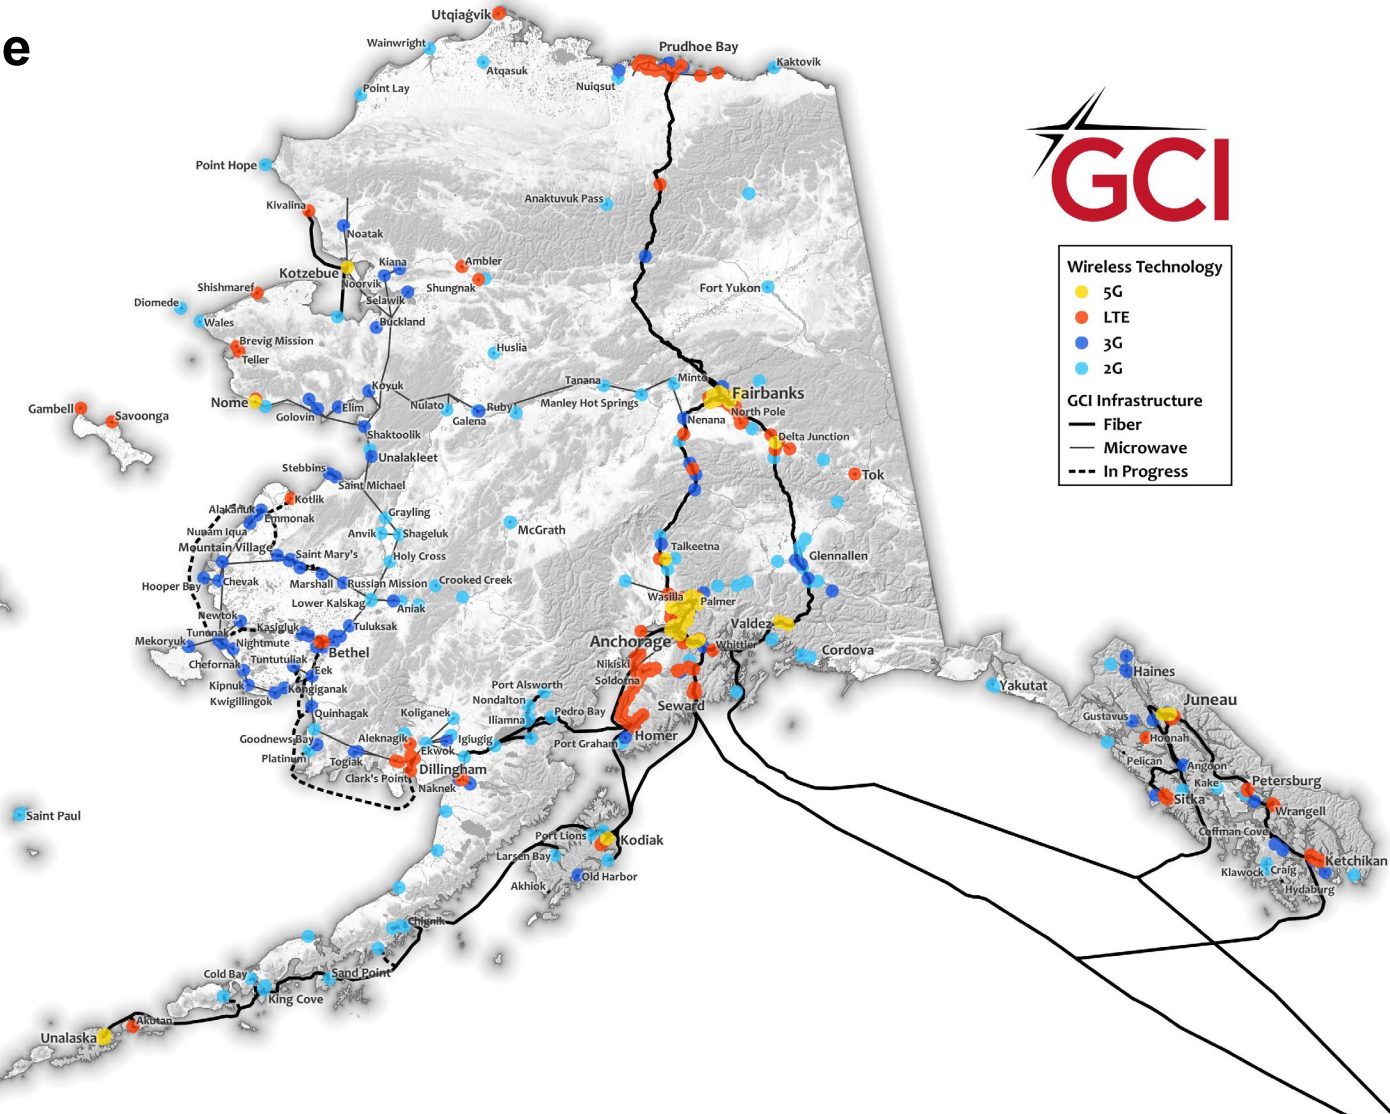 e
Utqiaġvik
Prudhoe Bay
Wainwright
Atqasuk
Kaktovik
Nuiqsut
Point Lay
Point Hope
Anaktuvuk Pass
Kivalina
Noatak
Kiana
Ambler
Kotzebue
Noorvik
Shungnak
Shishmaref
Selawik
Fort Yukon
Diomede
Wales
Buckland
Brevig Mission
Teller
Huslia
Koyuk
Tanana
Minto
Fairbanks
Gambell
Savoonga
Nome
Golovin
Elim
Nulato
Galena
Ruby
Manley Hot Springs
North Pole
Nenana
Shaktoolik
Delta Junction
Unalakleet
Stebbins
Saint Michael
Tok
Kotlik
Alakanuk
Emmonak
Grayling
Nunam Iqua
Anvik
Shageluk
McGrath
Mountain Village
Saint Mary's
Holy Cross
Talkeetna
Glennallen
Hooper Bay
Chevak
Marshall
Russian Mission
Crooked Creek
Lower Kalskag
Aniak
Wasilla
Palmer
Newtok
Kasigluk
Tuluksak
Valdez
Tununak
Mekoryuk
Nightmute
Bethel
Anchorage
Whittier
Cordova
Chefornak
Tuntutuliak
Eek
Nikiski
Soldotna
Kipnuk
Kongiganak
Kwigillingok
Port Alsworth
Nondalton
Yakutat
Haines
Quinhagak
Koliganek
Iliamna
Pedro Bay
Seward
Juneau
Gustavus
Goodnews Bay
Aleknagik
Ekwok
Igiugig
Port Graham
Homer
Hoonah
Platinum
Togiak
Clark's Point
Dillingham
Naknek
Pelican
Angoon
Kake
Petersburg
Sitka
Wrangell
Saint Paul
Port Lions
Kodiak
Coffman Cove
Larsen Bay
Old Harbor
Akhiok
Klawock
Craig
Ketchikan
Hydaburg
Chignik
Cold Bay
Sand Point
King Cove
Akutan
Unalaska
GCI
Wireless Technology
5G
LTE
3G
2G
GCI Infrastructure
Fiber
Microwave
In Progress